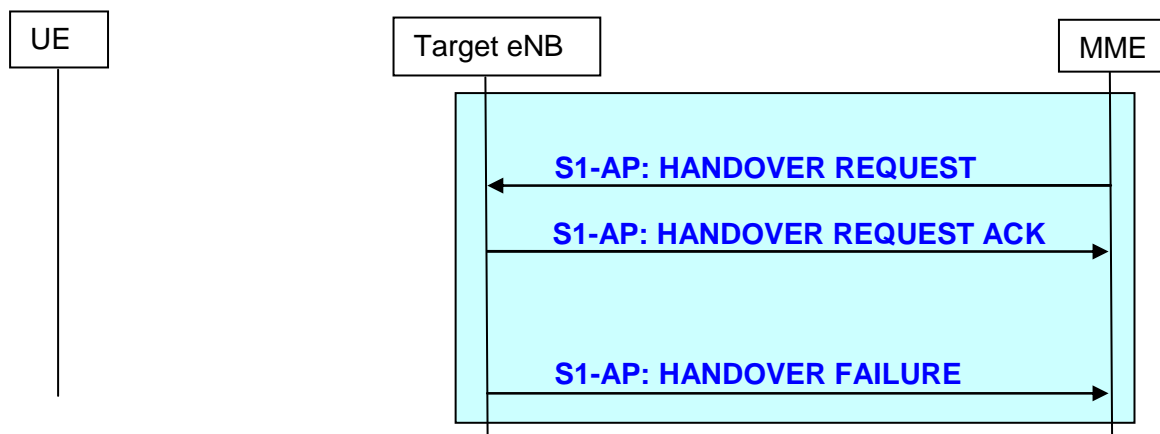 UE
Target eNB
MME
S1-AP: HANDOVER REQUEST
S1-AP: HANDOVER REQUEST ACK
S1-AP: HANDOVER FAILURE